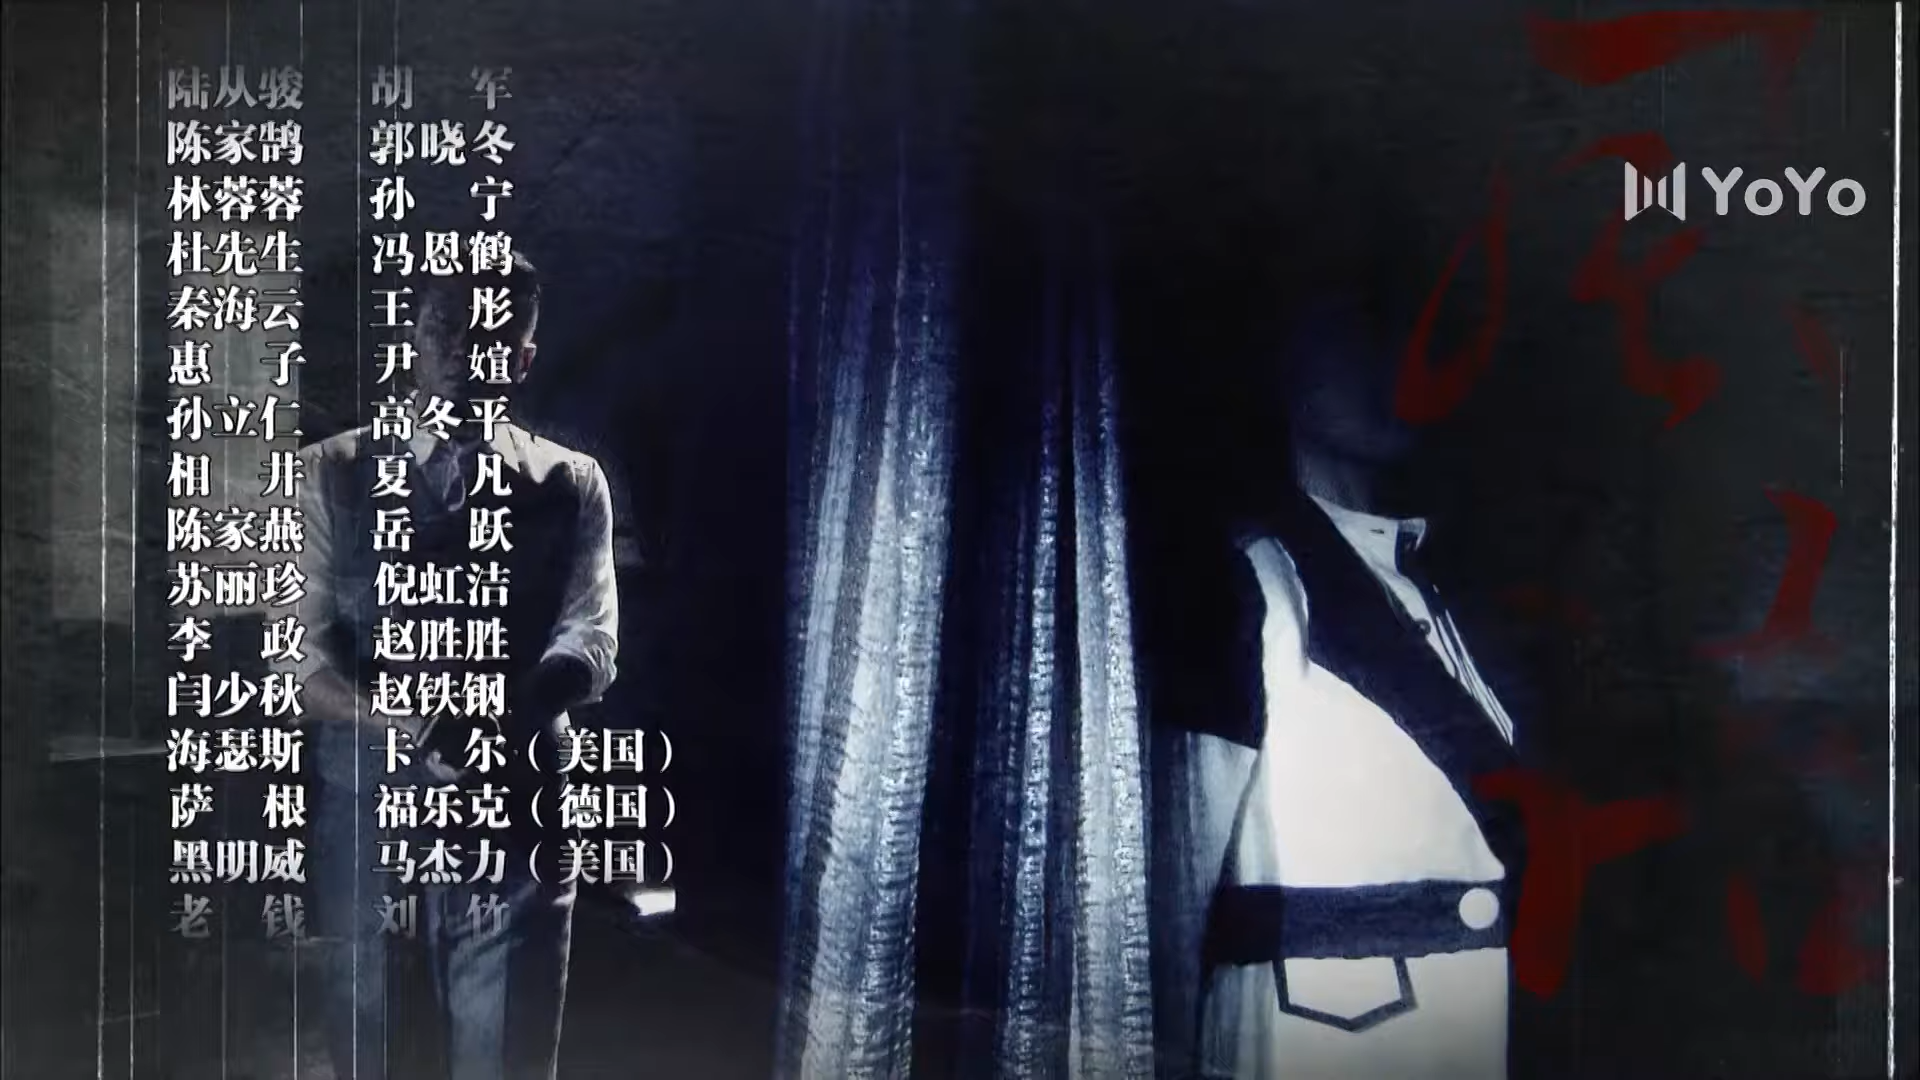 陆从骏 胡军
陈家鹄 郭晓冬
林蓉蓉 孙宁
杜先生 冯恩鹤
秦海云 王彤
惠子 尹媗
孙立仁 高冬平
相井 夏凡
陈家燕 岳跃
苏丽珍 倪虹洁
李政 赵胜胜
闫少秋 赵铁钢
海瑟斯 卡尔（美国）
萨根 福乐克（德国）
黑明威 马杰力（美国）
老钱 刘竹
YoYo